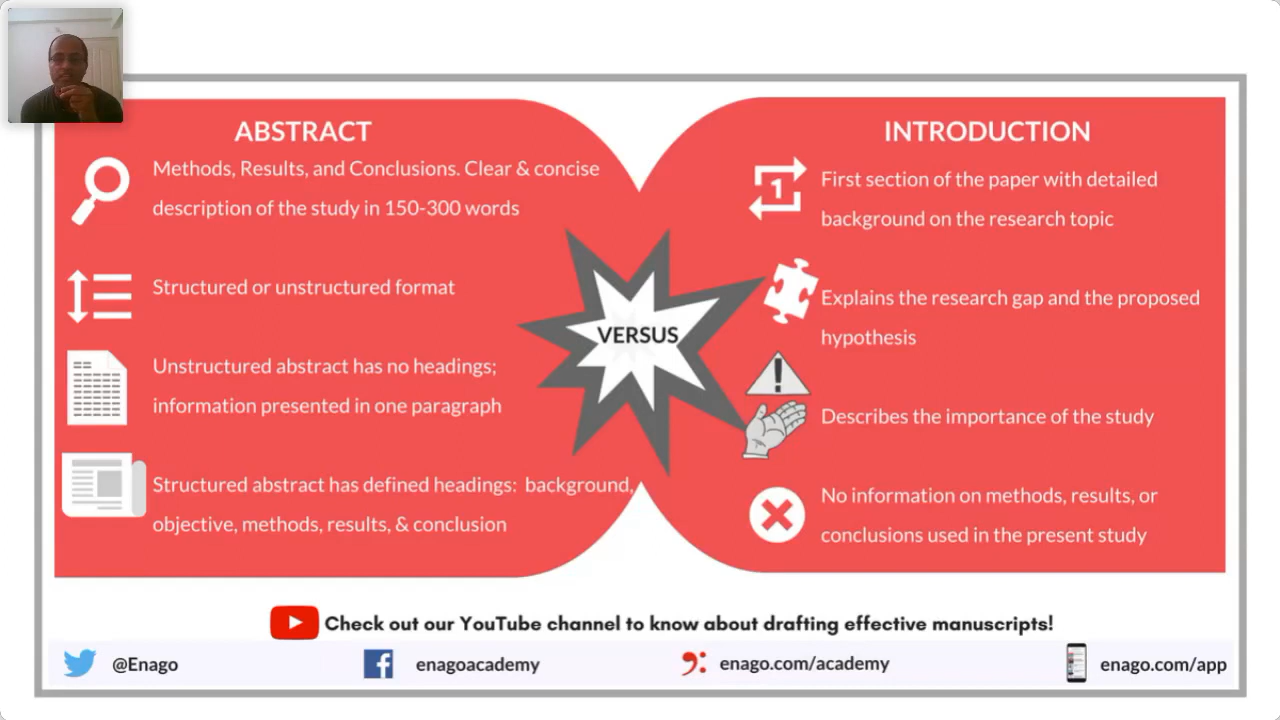 ABSTRACT
Methods, Results, and Conclusions. Clear & concise
description of the study in 150-300 words
Structured or unstructured format
Unstructured abstract has no headings;
information presented in one paragraph
Structured abstract has defined headings: background,
objective, methods, results, & conclusion
VERSUS
INTRODUCTION
1
First section of the paper with detailed
background on the research topic
Explains the research gap and the proposed
hypothesis
Describes the importance of the study
No information on methods, results, or
conclusions used in the present study
Check out our YouTube channel to know about drafting effective manuscripts!
@Enago
enagoacademy
enago.com/academy
enago.com/app